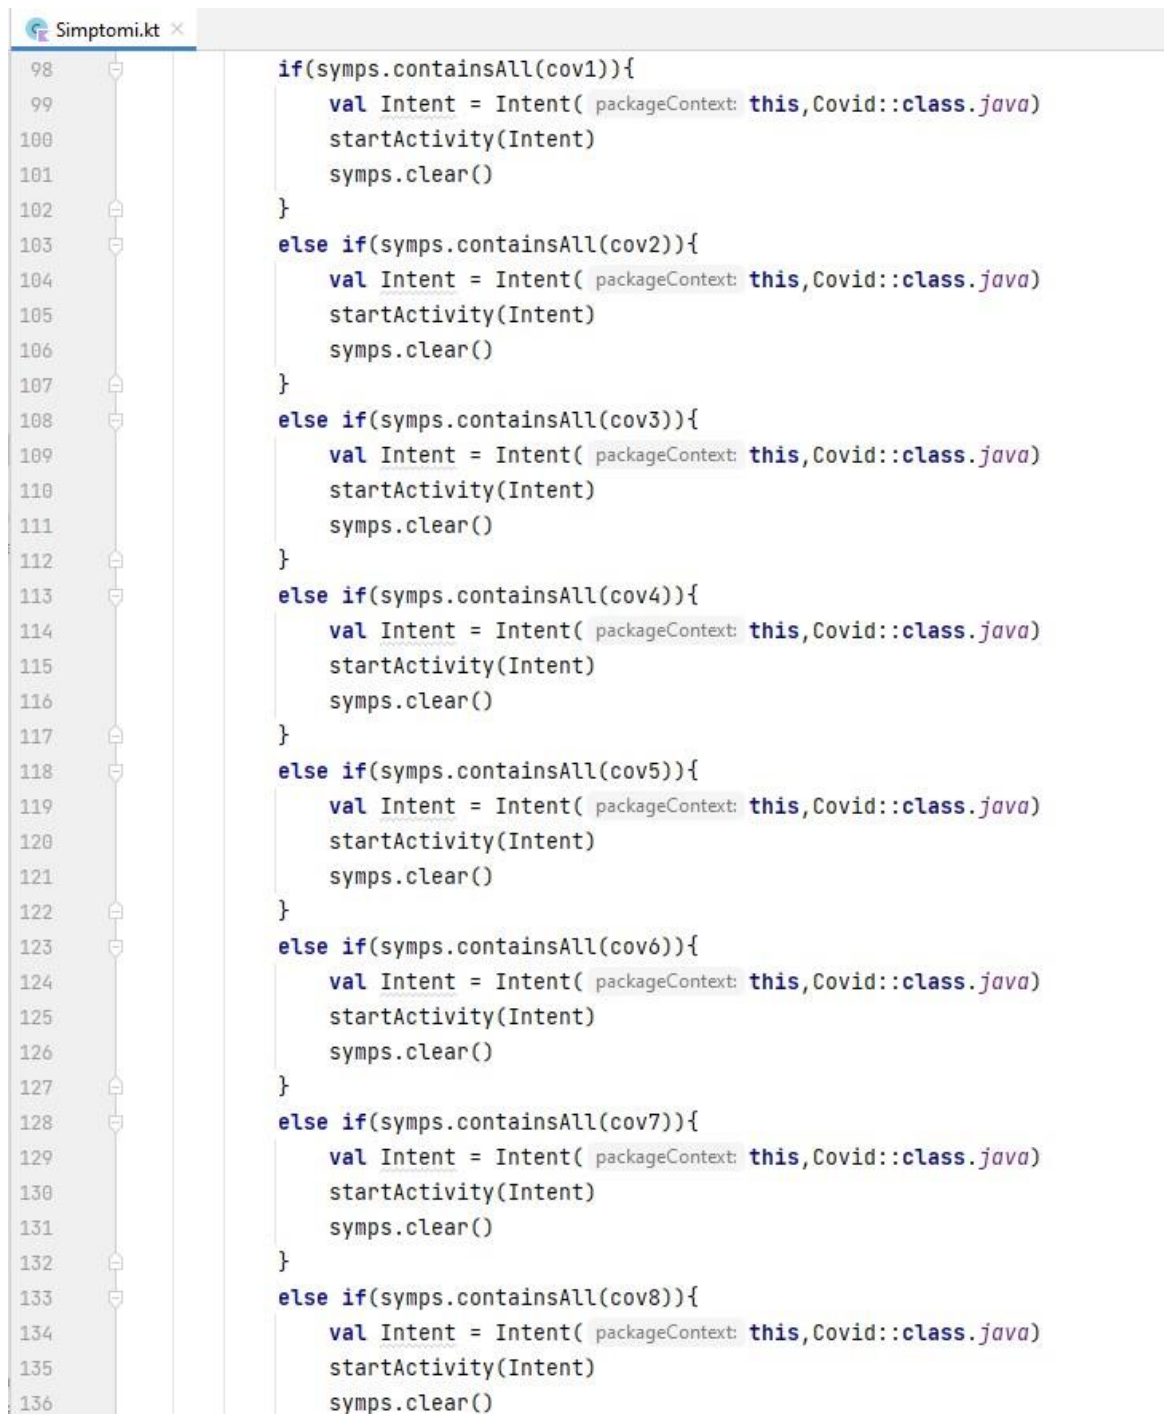 Simptomi.kt
98 if(symps.containsAll(cov1)){
99 val Intent = Intent( packageContext: this,Covid::class.java)
100 startActivity(Intent)
101 symps.clear()
102 }
103 else if(symps.containsAll(cov2)){
104 val Intent = Intent( packageContext: this,Covid::class.java)
105 startActivity(Intent)
106 symps.clear()
107 }
108 else if(symps.containsAll(cov3)){
109 val Intent = Intent( packageContext: this,Covid::class.java)
110 startActivity(Intent)
111 symps.clear()
112 }
113 else if(symps.containsAll(cov4)){
114 val Intent = Intent( packageContext: this,Covid::class.java)
115 startActivity(Intent)
116 symps.clear()
117 }
118 else if(symps.containsAll(cov5)){
119 val Intent = Intent( packageContext: this,Covid::class.java)
120 startActivity(Intent)
121 symps.clear()
122 }
123 else if(symps.containsAll(cov6)){
124 val Intent = Intent( packageContext: this,Covid::class.java)
125 startActivity(Intent)
126 symps.clear()
127 }
128 else if(symps.containsAll(cov7)){
129 val Intent = Intent( packageContext: this,Covid::class.java)
130 startActivity(Intent)
131 symps.clear()
132 }
133 else if(symps.containsAll(cov8)){
134 val Intent = Intent( packageContext: this,Covid::class.java)
135 startActivity(Intent)
136 symps.clear()